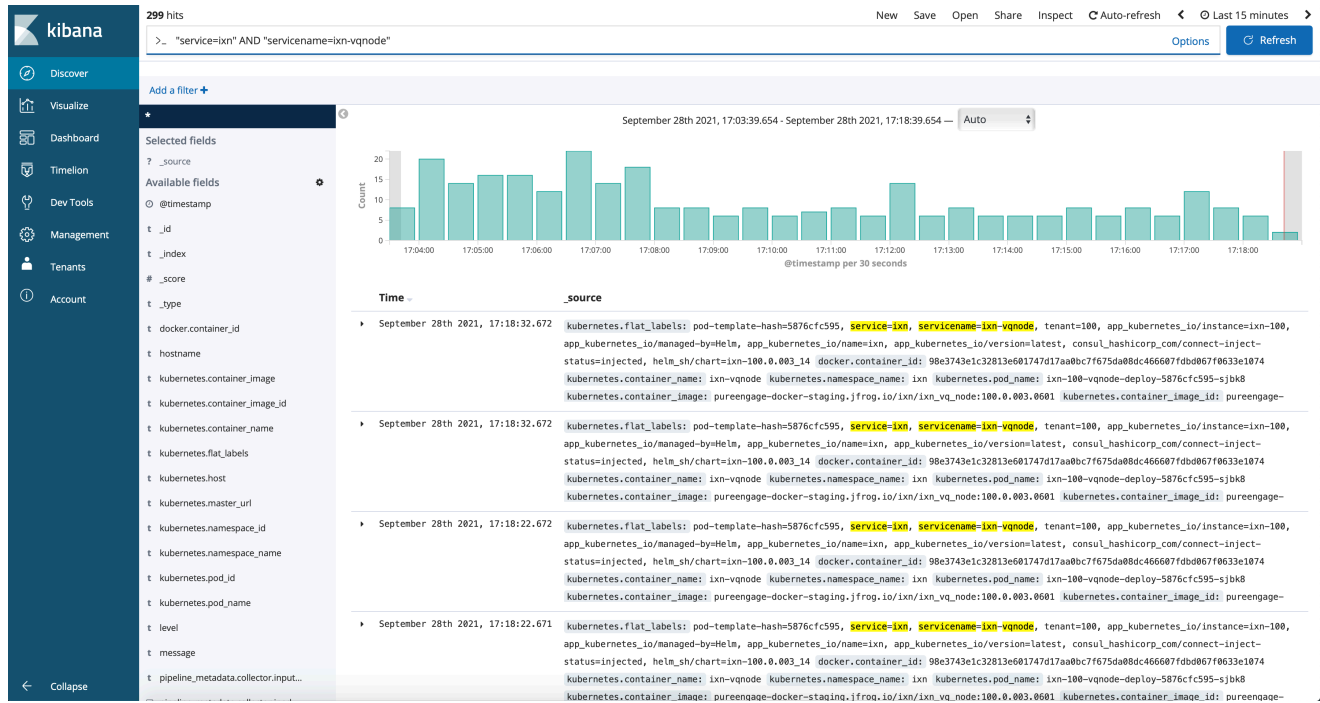 kibana
Discover
Visualize
Dashboard
Timelion
Dev Tools
Management
Tenants
Account
Collapse
299 hits
New Save Open Share Inspect Auto-refresh Last 15 minutes
>_ "service=ixn" AND "servicename=ixn-vqnode" Options Refresh
Add a filter +
*
Selected fields
? _source
Available fields
@timestamp
t _id
t _index
# _score
t _type
t docker.container_id
t hostname
t kubernetes.container_image
t kubernetes.container_image_id
t kubernetes.container_name
t kubernetes.flat_labels
t kubernetes.host
t kubernetes.master_url
t kubernetes.namespace_id
t kubernetes.namespace_name
t kubernetes.pod_id
t kubernetes.pod_name
t level
t message
t pipeline_metadata.collector.input...
September 28th 2021, 17:03:39.654 - September 28th 2021, 17:18:39.654 — Auto
Count
20
15
10
5
0
17:04:00 17:05:00 17:06:00 17:07:00 17:08:00 17:09:00 17:10:00 17:11:00 17:12:00 17:13:00 17:14:00 17:15:00 17:16:00 17:17:00 17:18:00
@timestamp per 30 seconds
Time _source
September 28th 2021, 17:18:32.672 kubernetes.flat_labels: pod-template-hash=5876cfc595, service=ixn, servicename=ixn-vqnode, tenant=100, app_kubernetes_io/instance=ixn-100,
app_kubernetes_io/managed-by=Helm, app_kubernetes_io/name=ixn, app_kubernetes_io/version=latest, consul_hashicorp_com/connect-inject-
status=injected, helm_sh/chart=ixn-100.0.003_14 docker.container_id: 98e3743e1c32813e601747d17aa0bc7f675da08dc466607fdbd067f0633e1074
kubernetes.container_name: ixn-vqnode kubernetes.namespace_name: ixn kubernetes.pod_name: ixn-100-vqnode-deploy-5876cfc595-sjbk8
kubernetes.container_image: pureengage-docker-staging.jfrog.io/ixn/ixn_vq_node:100.0.003.0601 kubernetes.container_image_id: pureengage-
September 28th 2021, 17:18:32.672 kubernetes.flat_labels: pod-template-hash=5876cfc595, service=ixn, servicename=ixn-vqnode, tenant=100, app_kubernetes_io/instance=ixn-100,
app_kubernetes_io/managed-by=Helm, app_kubernetes_io/name=ixn, app_kubernetes_io/version=latest, consul_hashicorp_com/connect-inject-
status=injected, helm_sh/chart=ixn-100.0.003_14 docker.container_id: 98e3743e1c32813e601747d17aa0bc7f675da08dc466607fdbd067f0633e1074
kubernetes.container_name: ixn-vqnode kubernetes.namespace_name: ixn kubernetes.pod_name: ixn-100-vqnode-deploy-5876cfc595-sjbk8
kubernetes.container_image: pureengage-docker-staging.jfrog.io/ixn/ixn_vq_node:100.0.003.0601 kubernetes.container_image_id: pureengage-
September 28th 2021, 17:18:22.672 kubernetes.flat_labels: pod-template-hash=5876cfc595, service=ixn, servicename=ixn-vqnode, tenant=100, app_kubernetes_io/instance=ixn-100,
app_kubernetes_io/managed-by=Helm, app_kubernetes_io/name=ixn, app_kubernetes_io/version=latest, consul_hashicorp_com/connect-inject-
status=injected, helm_sh/chart=ixn-100.0.003_14 docker.container_id: 98e3743e1c32813e601747d17aa0bc7f675da08dc466607fdbd067f0633e1074
kubernetes.container_name: ixn-vqnode kubernetes.namespace_name: ixn kubernetes.pod_name: ixn-100-vqnode-deploy-5876cfc595-sjbk8
kubernetes.container_image: pureengage-docker-staging.jfrog.io/ixn/ixn_vq_node:100.0.003.0601 kubernetes.container_image_id: pureengage-
September 28th 2021, 17:18:22.671 kubernetes.flat_labels: pod-template-hash=5876cfc595, service=ixn, servicename=ixn-vqnode, tenant=100, app_kubernetes_io/instance=ixn-100,
app_kubernetes_io/managed-by=Helm, app_kubernetes_io/name=ixn, app_kubernetes_io/version=latest, consul_hashicorp_com/connect-inject-
status=injected, helm_sh/chart=ixn-100.0.003_14 docker.container_id: 98e3743e1c32813e601747d17aa0bc7f675da08dc466607fdbd067f0633e1074
kubernetes.container_name: ixn-vqnode kubernetes.namespace_name: ixn kubernetes.pod_name: ixn-100-vqnode-deploy-5876cfc595-sjbk8
kubernetes.container_image: pureengage-docker-staging.jfrog.io/ixn/ixn_vq_node:100.0.003.0601 kubernetes.container_image_id: pureengage-